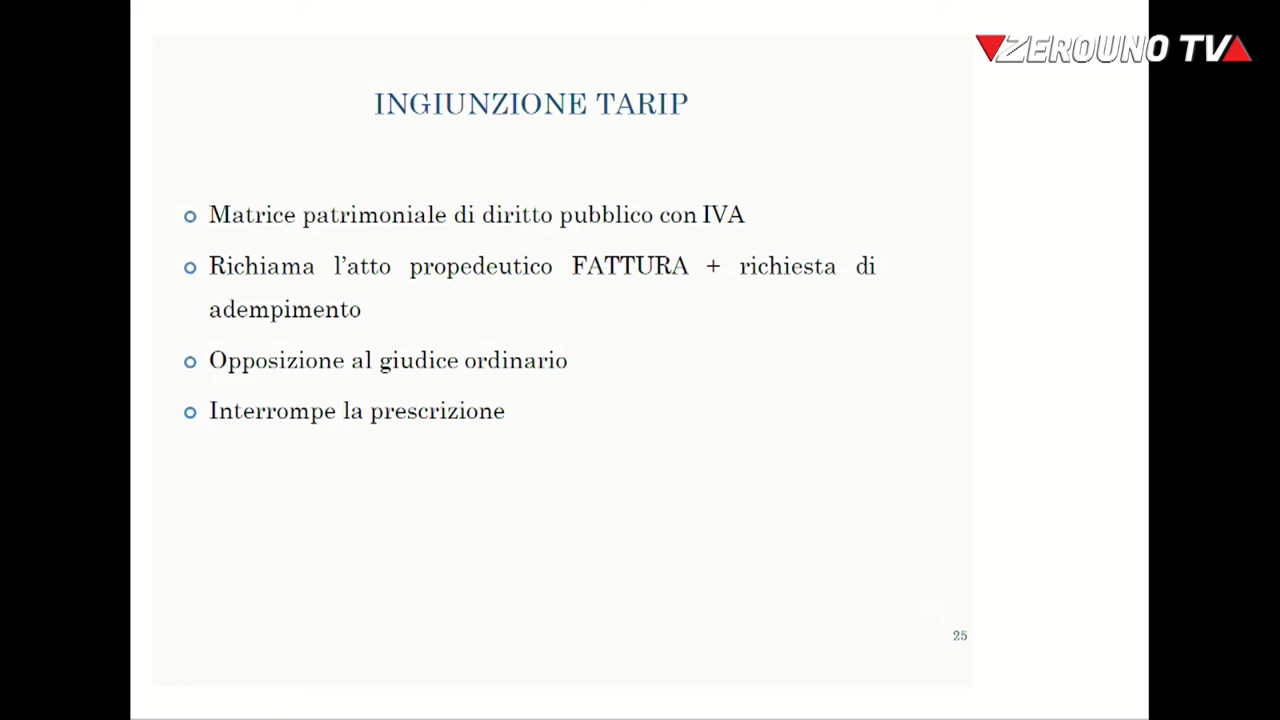 ZEROUNO TV
INGIUNZIONE TARIP
Matrice patrimoniale di diritto pubblico con IVA
Richiama l’atto propedeutico FATTURA + richiesta di
adempimento
Opposizione al giudice ordinario
Interrompe la prescrizione
25